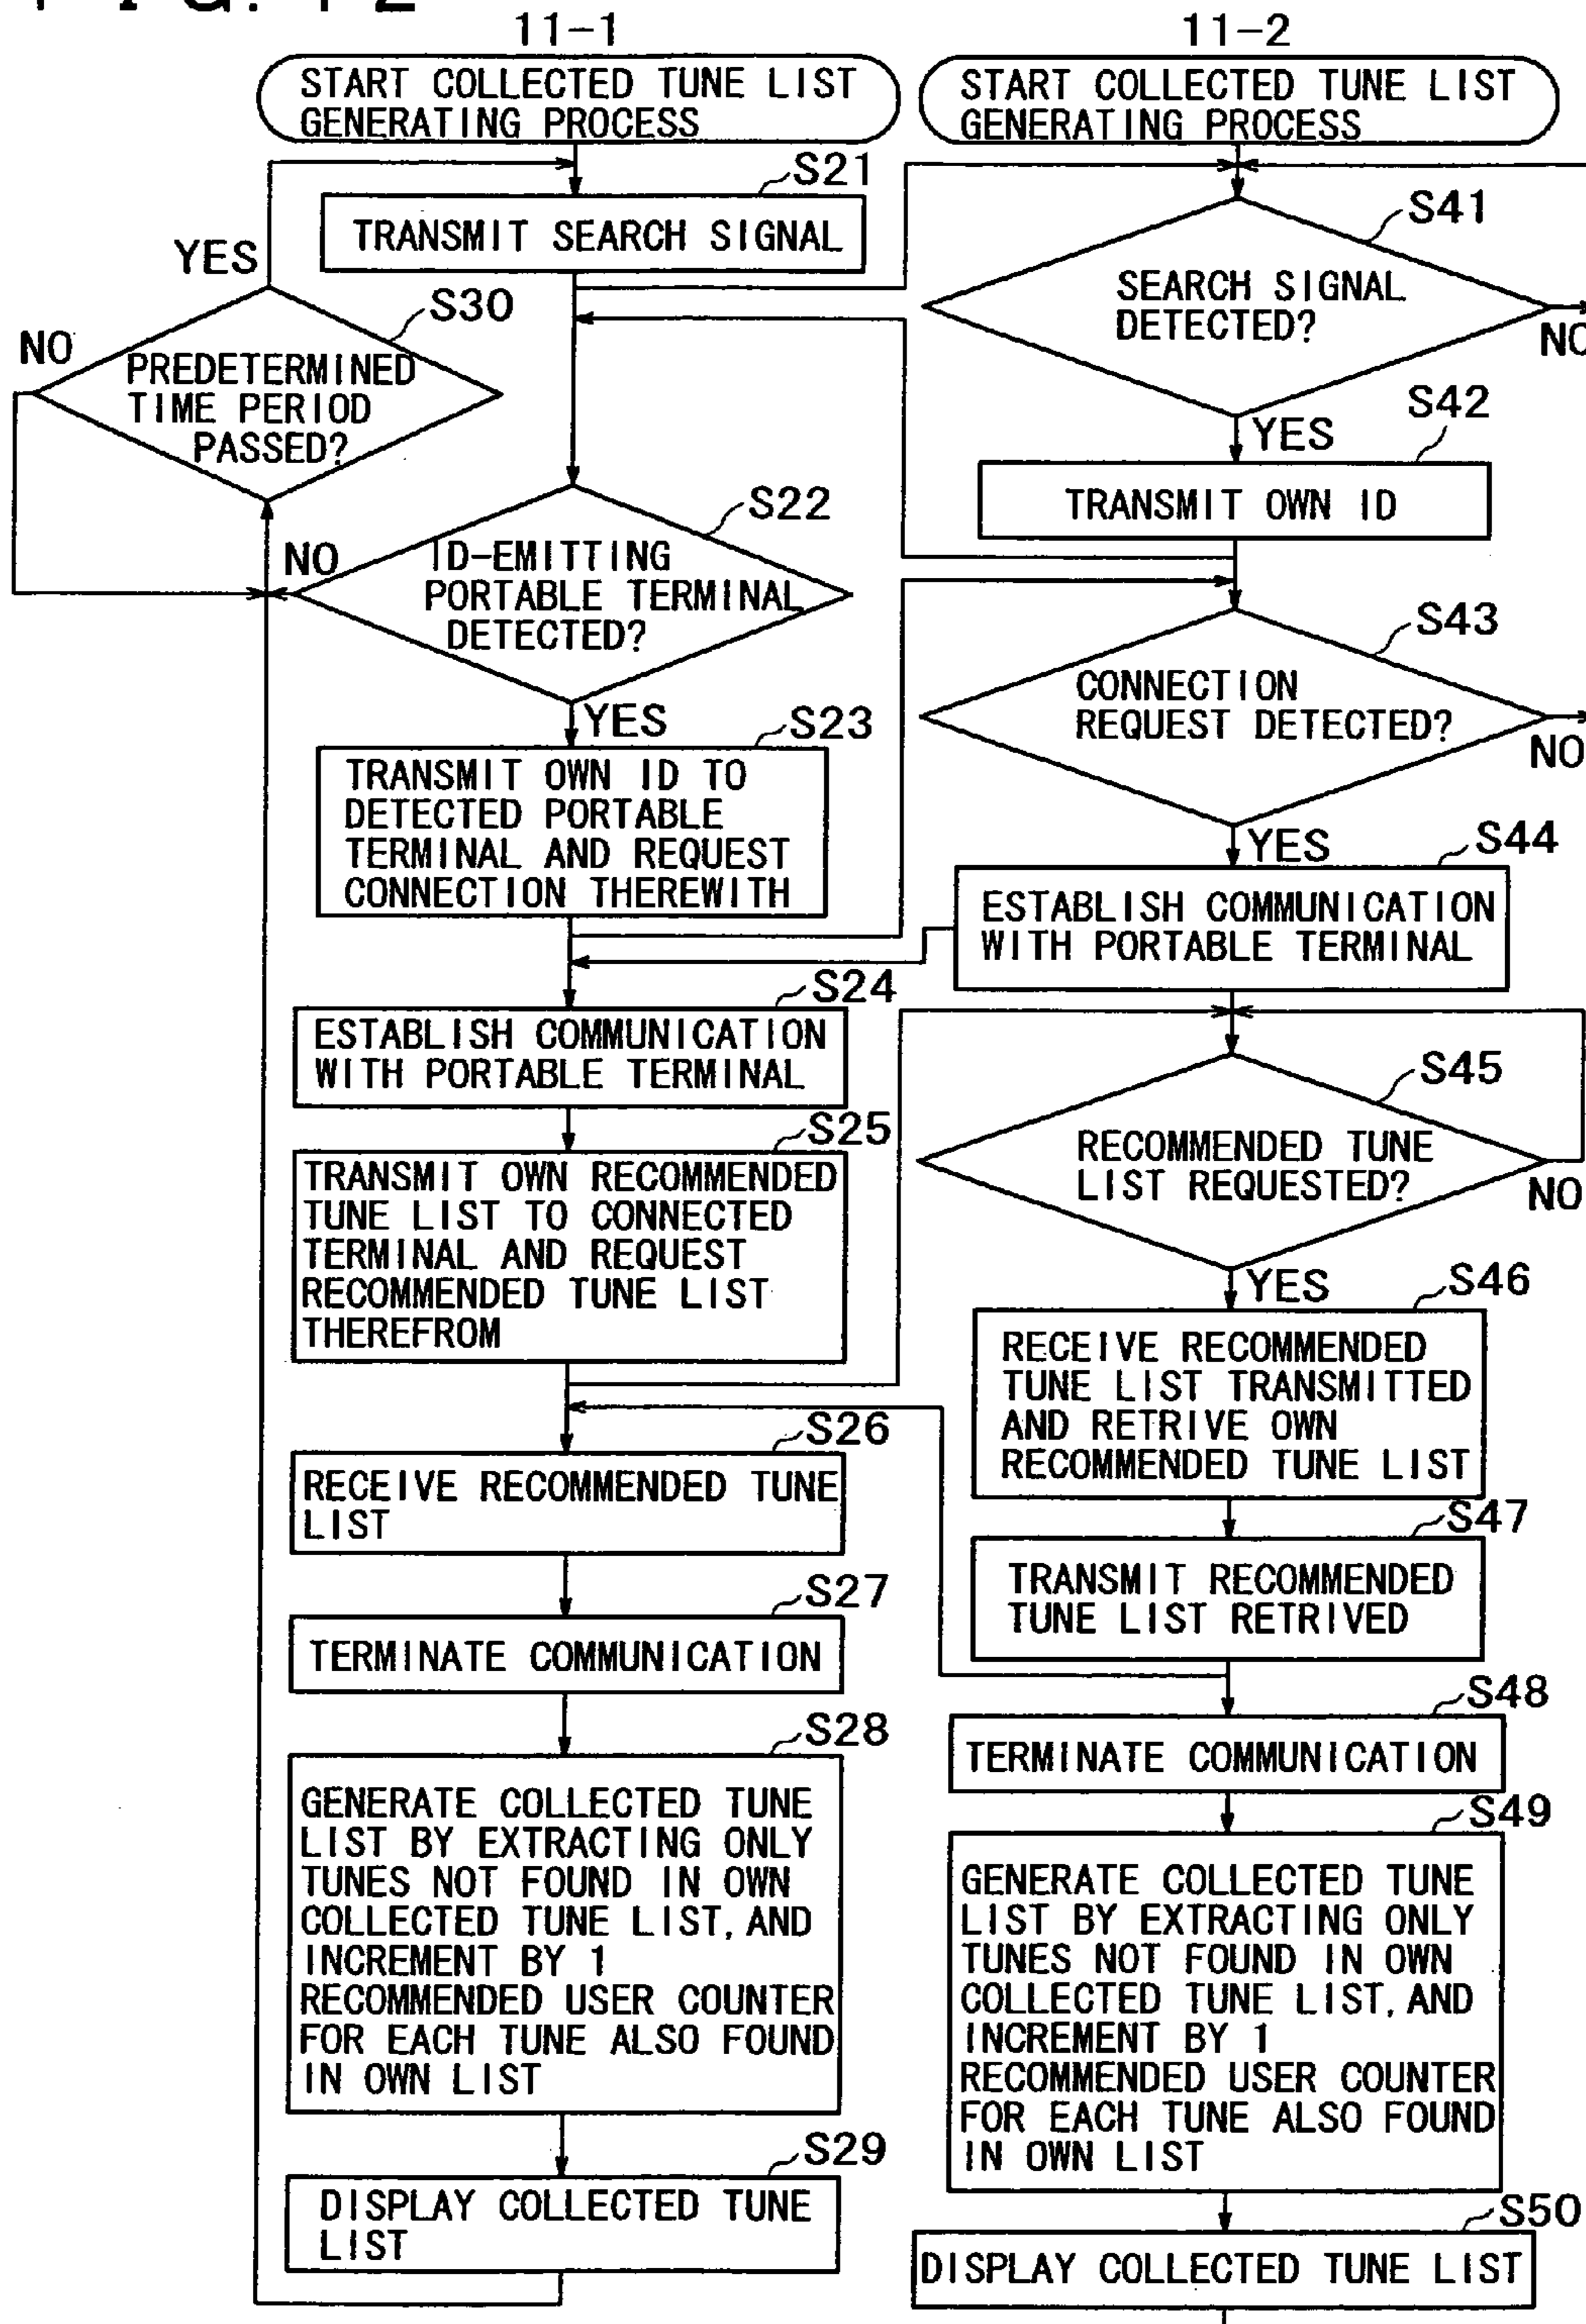 FIG. 12
11-1
START COLLECTED TUNE LIST
GENERATING PROCESS
S21
TRANSMIT SEARCH SIGNAL
YES
S30
NO
PREDETERMINED
TIME PERIOD
PASSED?
S22
NO
ID-EMITTING
PORTABLE TERMINAL
DETECTED?
YES
S23
TRANSMIT OWN ID TO
DETECTED PORTABLE
TERMINAL AND REQUEST
CONNECTION THEREWITH
S24
ESTABLISH COMMUNICATION
WITH PORTABLE TERMINAL
S25
TRANSMIT OWN RECOMMENDED
TUNE LIST TO CONNECTED
TERMINAL AND REQUEST
RECOMMENDED TUNE LIST
THEREFROM
S26
RECEIVE RECOMMENDED TUNE
LIST
S27
TERMINATE COMMUNICATION
S28
GENERATE COLLECTED TUNE
LIST BY EXTRACTING ONLY
TUNES NOT FOUND IN OWN
COLLECTED TUNE LIST, AND
INCREMENT BY 1
RECOMMENDED USER COUNTER
FOR EACH TUNE ALSO FOUND
IN OWN LIST
S29
DISPLAY COLLECTED TUNE
LIST
11-2
START COLLECTED TUNE LIST
GENERATING PROCESS
S41
SEARCH SIGNAL
DETECTED?
NO
S42
YES
TRANSMIT OWN ID
S43
CONNECTION
REQUEST DETECTED?
NO
YES
S44
ESTABLISH COMMUNICATION
WITH PORTABLE TERMINAL
S45
RECOMMENDED TUNE
LIST REQUESTED?
NO
YES
S46
RECEIVE RECOMMENDED
TUNE LIST TRANSMITTED
AND RETRIVE OWN
RECOMMENDED TUNE LIST
S47
TRANSMIT RECOMMENDED
TUNE LIST RETRIVED
S48
TERMINATE COMMUNICATION
S49
GENERATE COLLECTED TUNE
LIST BY EXTRACTING ONLY
TUNES NOT FOUND IN OWN
COLLECTED TUNE LIST, AND
INCREMENT BY 1
RECOMMENDED USER COUNTER
FOR EACH TUNE ALSO FOUND
IN OWN LIST
S50
DISPLAY COLLECTED TUNE LIST